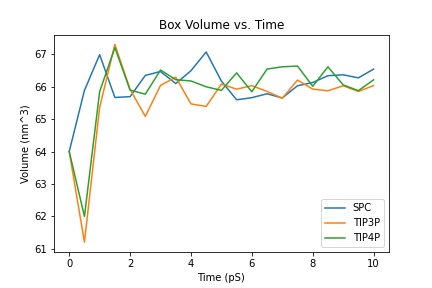 Box Volume vs. Time
Volume (nm^3)
67
66
65
64
63
62
61
0 2 4 6 8 10
Time (pS)
SPC
TIP3P
TIP4P